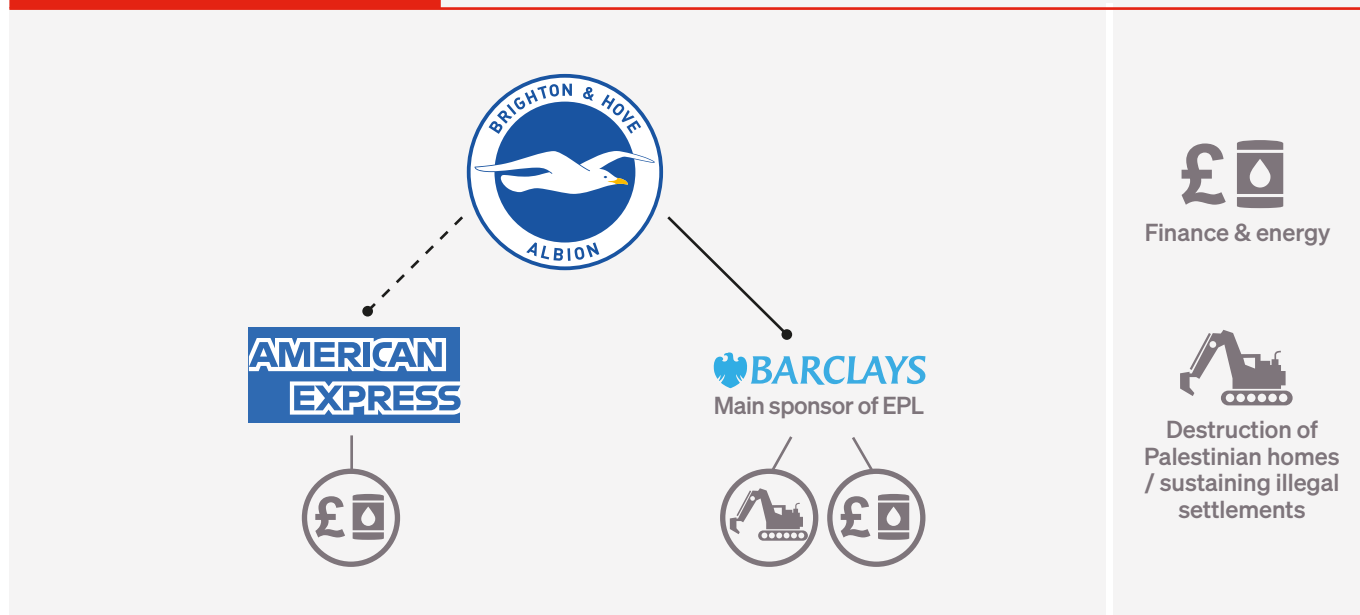 BRIGHTON & HOVE
ALBION
AMERICAN
EXPRESS
BARCLAYS
Main sponsor of EPL
£
£
£
Finance & energy
Destruction of
Palestinian homes
/ sustaining illegal
settlements